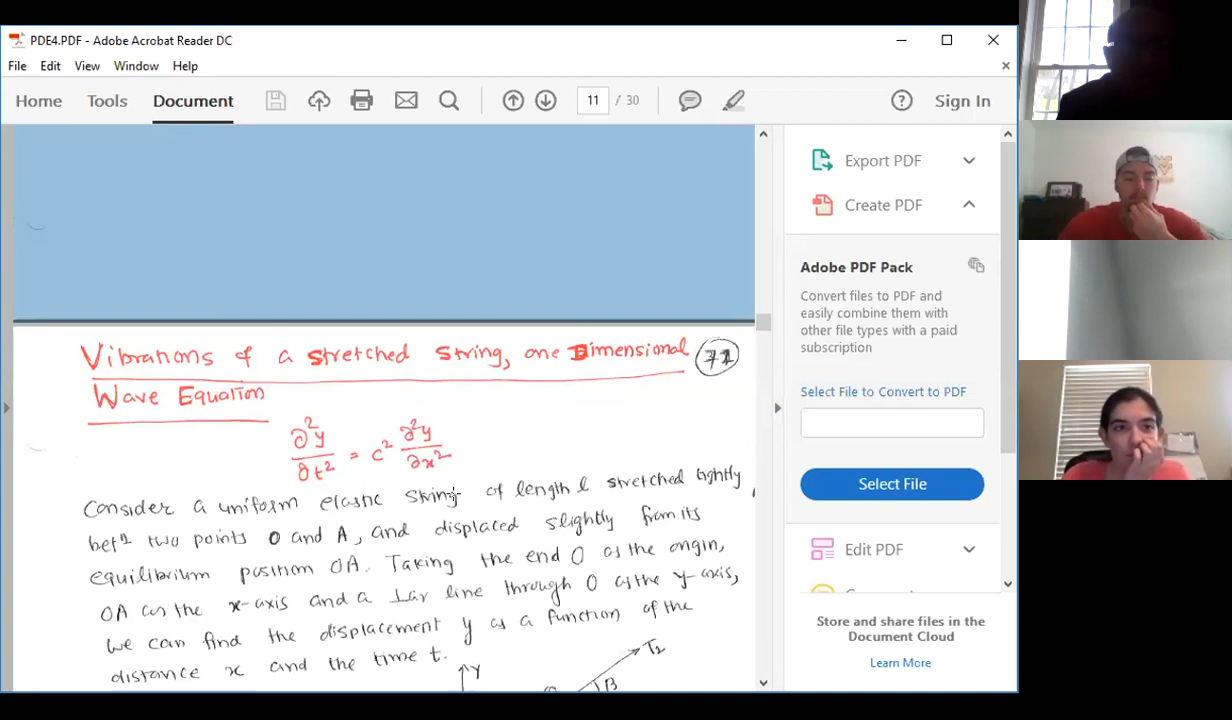 PDE4.PDF - Adobe Acrobat Reader DC
File Edit View Window Help
Home Tools Document 11 / 30 Sign In
Vibrations of a stretched string, one Dimensional 71
Wave Equation
∂²y/∂t² = c² ∂²y/∂x²
Consider a uniform elastic string of length l stretched tightly
betⁿ two points O and A, and displaced slightly from its
equilibrium position OA. Taking the end O as the origin,
OA as the x-axis and a ⊥ar line through O as the y-axis,
we can find the displacement y as a function of the
distance x and the time t.
Y T₂
β
Export PDF
Create PDF
Adobe PDF Pack
Convert files to PDF and
easily combine them with
other file types with a paid
subscription
Select File to Convert to PDF
Select File
Edit PDF
Store and share files in the
Document Cloud
Learn More